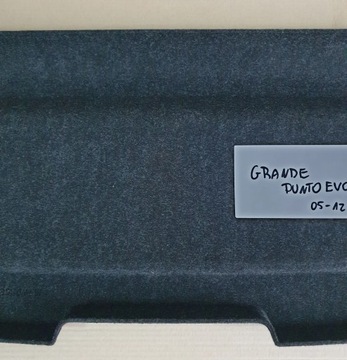 GRANDE
PUNTO EVO
05-12